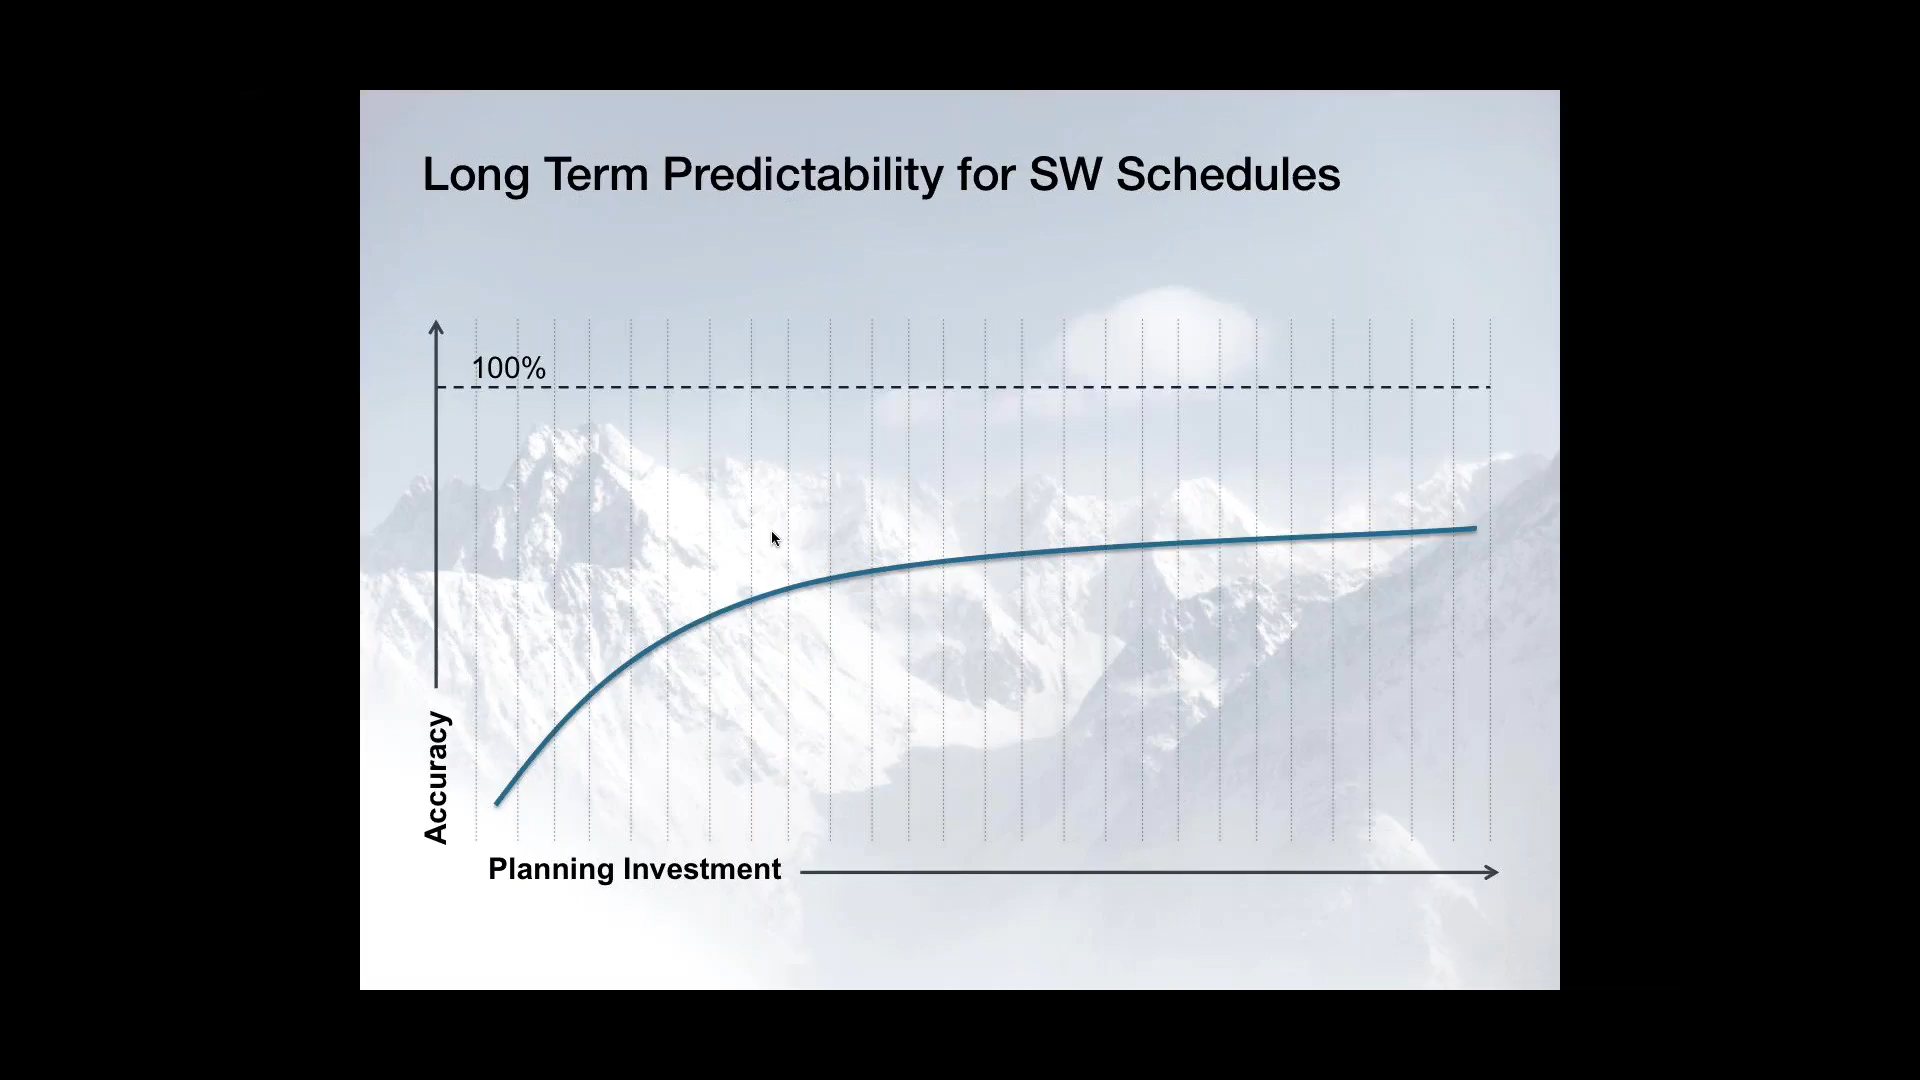 Long Term Predictability for SW Schedules
100%
Accuracy
Planning Investment